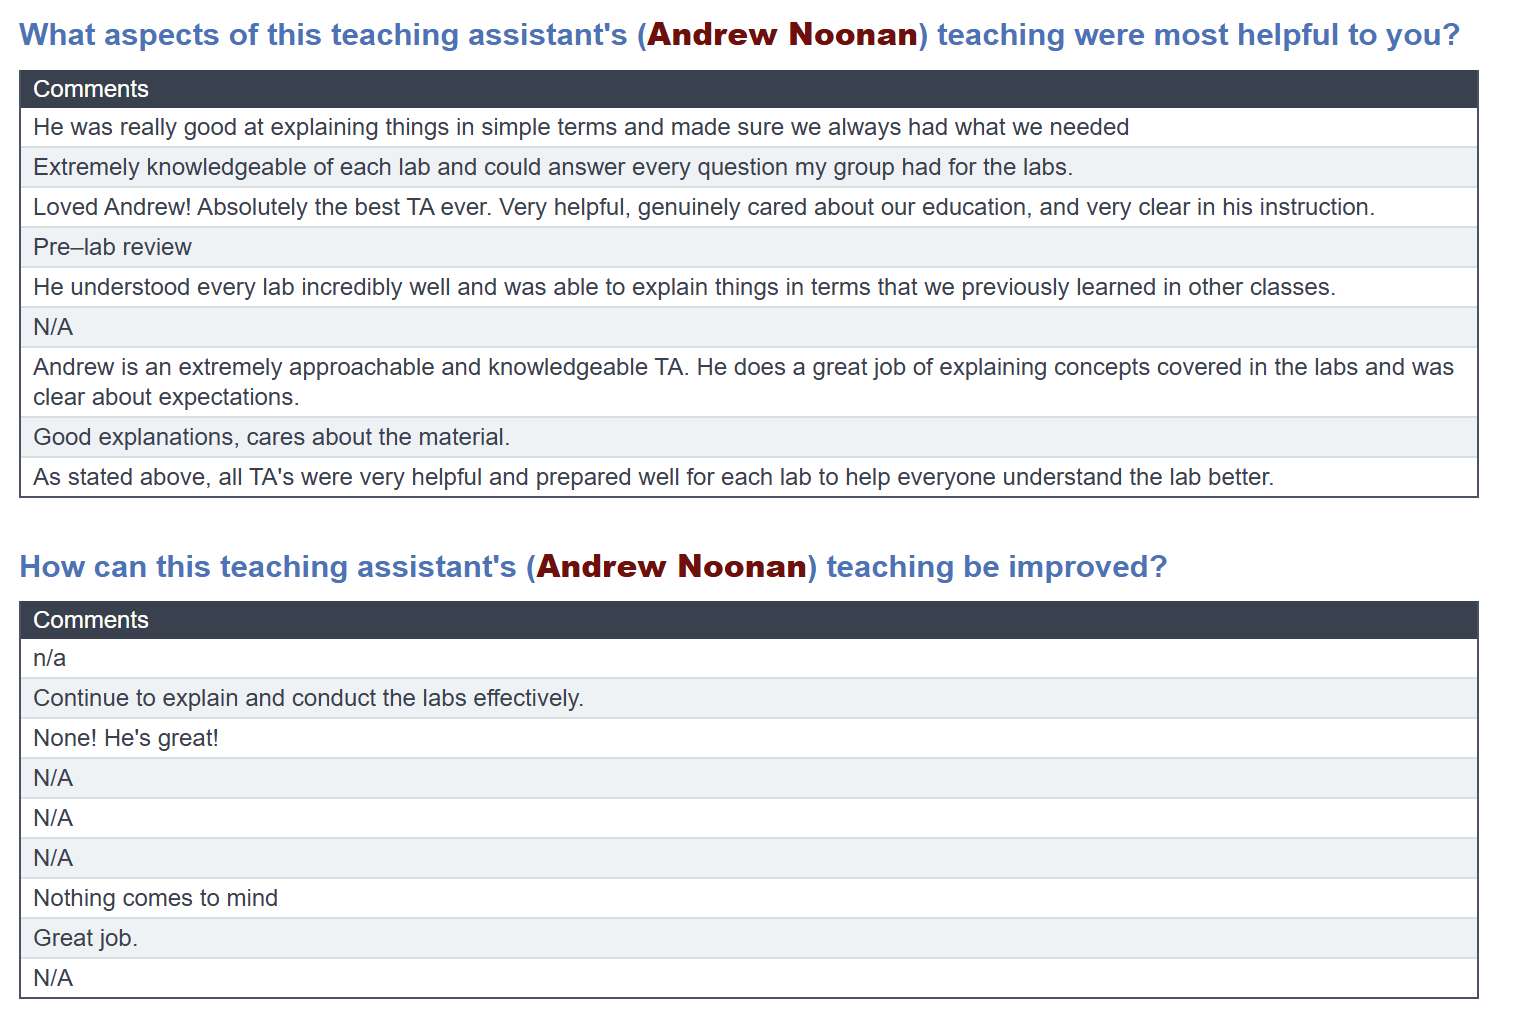 What aspects of this teaching assistant's (Andrew Noonan) teaching were most helpful to you?
Comments
He was really good at explaining things in simple terms and made sure we always had what we needed
Extremely knowledgeable of each lab and could answer every question my group had for the labs.
Loved Andrew! Absolutely the best TA ever. Very helpful, genuinely cared about our education, and very clear in his instruction.
Pre–lab review
He understood every lab incredibly well and was able to explain things in terms that we previously learned in other classes.
N/A
Andrew is an extremely approachable and knowledgeable TA. He does a great job of explaining concepts covered in the labs and was
clear about expectations.
Good explanations, cares about the material.
As stated above, all TA's were very helpful and prepared well for each lab to help everyone understand the lab better.
How can this teaching assistant's (Andrew Noonan) teaching be improved?
Comments
n/a
Continue to explain and conduct the labs effectively.
None! He's great!
N/A
N/A
N/A
Nothing comes to mind
Great job.
N/A